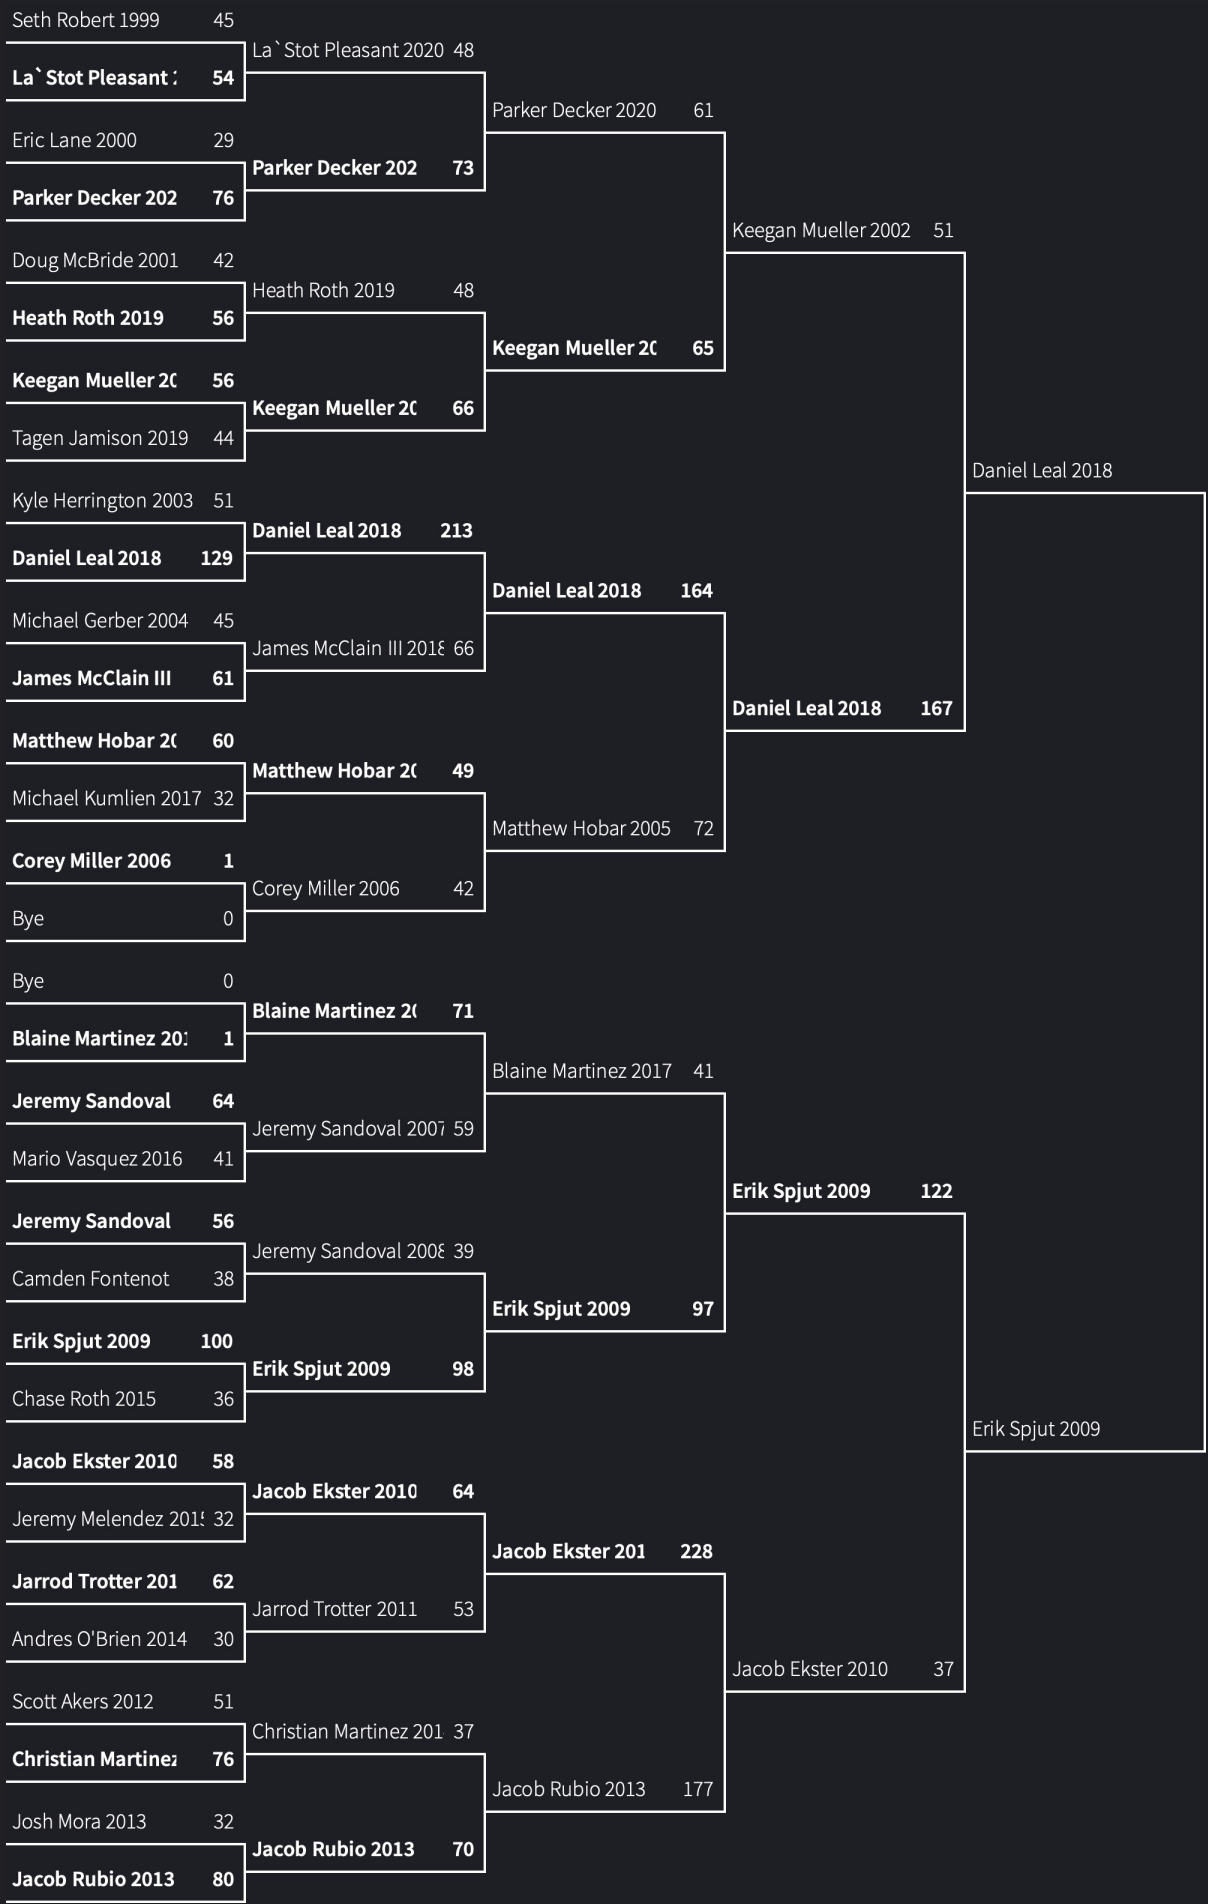 Seth Robert 1999 45
La`Stot Pleasant 2 54
Eric Lane 2000 29
Parker Decker 202 76
Doug McBride 2001 42
Heath Roth 2019 56
Keegan Mueller 20 56
Tagen Jamison 2019 44
Kyle Herrington 2003 51
Daniel Leal 2018 129
Michael Gerber 2004 45
James McClain III 61
Matthew Hobar 20 60
Michael Kumlien 2017 32
Corey Miller 2006 1
Bye 0
Bye 0
Blaine Martinez 201 1
Jeremy Sandoval 64
Mario Vasquez 2016 41
Jeremy Sandoval 56
Camden Fontenot 38
Erik Spjut 2009 100
Chase Roth 2015 36
Jacob Ekster 2010 58
Jeremy Melendez 2015 32
Jarrod Trotter 201 62
Andres O'Brien 2014 30
Scott Akers 2012 51
Christian Martinez 76
Josh Mora 2013 32
Jacob Rubio 2013 80
La`Stot Pleasant 2020 48
Parker Decker 202 73
Heath Roth 2019 48
Keegan Mueller 20 66
Daniel Leal 2018 213
James McClain III 2018 66
Matthew Hobar 20 49
Corey Miller 2006 42
Blaine Martinez 20 71
Jeremy Sandoval 2007 59
Jeremy Sandoval 2008 39
Erik Spjut 2009 98
Jacob Ekster 2010 64
Jarrod Trotter 2011 53
Christian Martinez 201 37
Jacob Rubio 2013 70
Parker Decker 2020 61
Keegan Mueller 20 65
Daniel Leal 2018 164
Matthew Hobar 2005 72
Blaine Martinez 2017 41
Erik Spjut 2009 97
Jacob Ekster 201 228
Jacob Rubio 2013 177
Keegan Mueller 2002 51
Daniel Leal 2018 167
Erik Spjut 2009 122
Jacob Ekster 2010 37
Daniel Leal 2018
Erik Spjut 2009